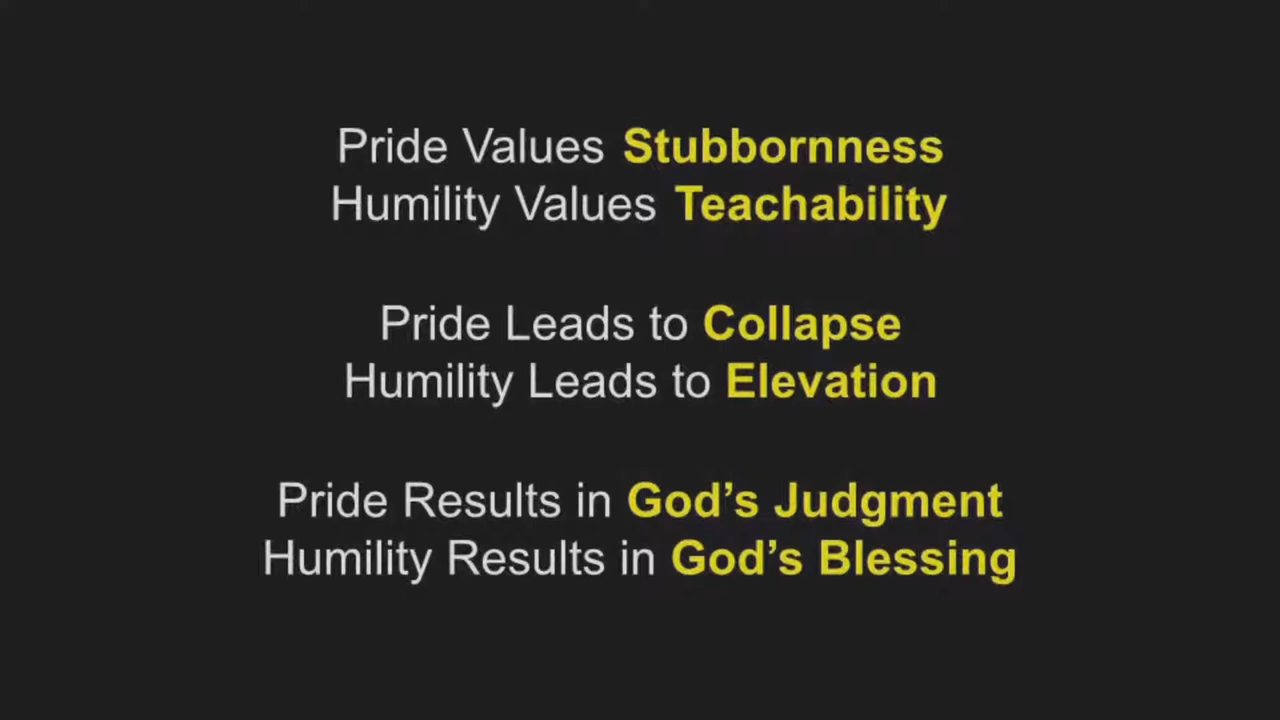 Pride Values Stubbornness
Humility Values Teachability
Pride Leads to Collapse
Humility Leads to Elevation
Pride Results in God’s Judgment
Humility Results in God’s Blessing